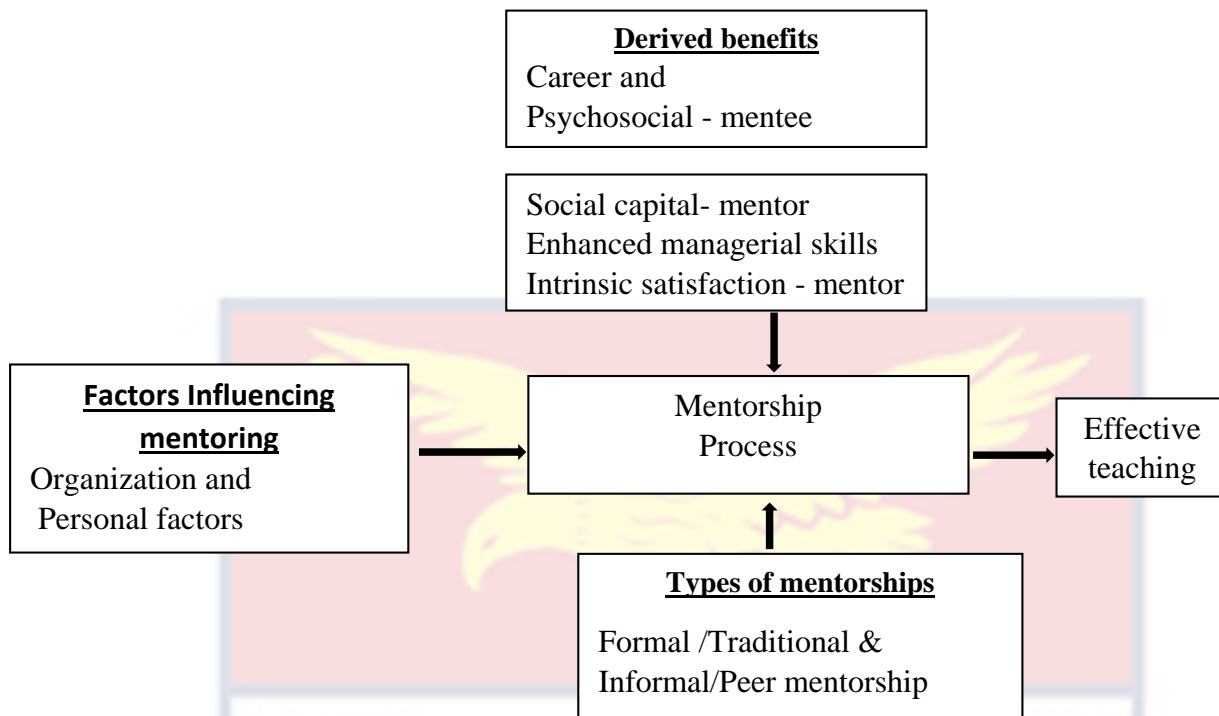 Derived benefits
Career and
Psychosocial - mentee
Social capital- mentor
Enhanced managerial skills
Intrinsic satisfaction - mentor
Factors Influencing
mentoring
Organization and
Personal factors
Mentorship
Process
Effective
teaching
Types of mentorships
Formal /Traditional &
Informal/Peer mentorship